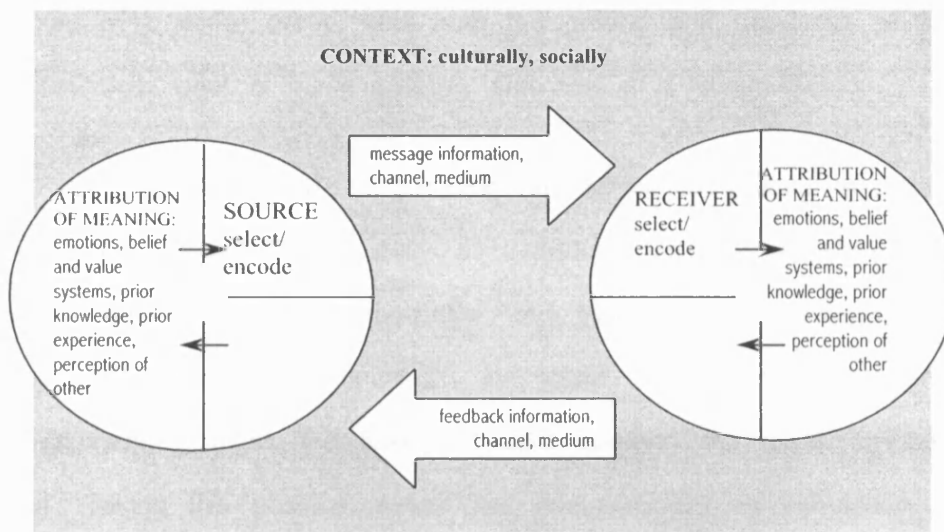 CONTEXT: culturally, socially
message information,
channel, medium
ATTRIBUTION
OF MEANING:
emotions, belief
and value
systems, prior
knowledge, prior
experience,
perception of
other
SOURCE
select/
encode
RECEIVER
select/
encode
ATTRIBUTION
OF MEANING:
emotions, belief
and value
systems, prior
knowledge, prior
experience,
perception of
other
feedback information,
channel, medium